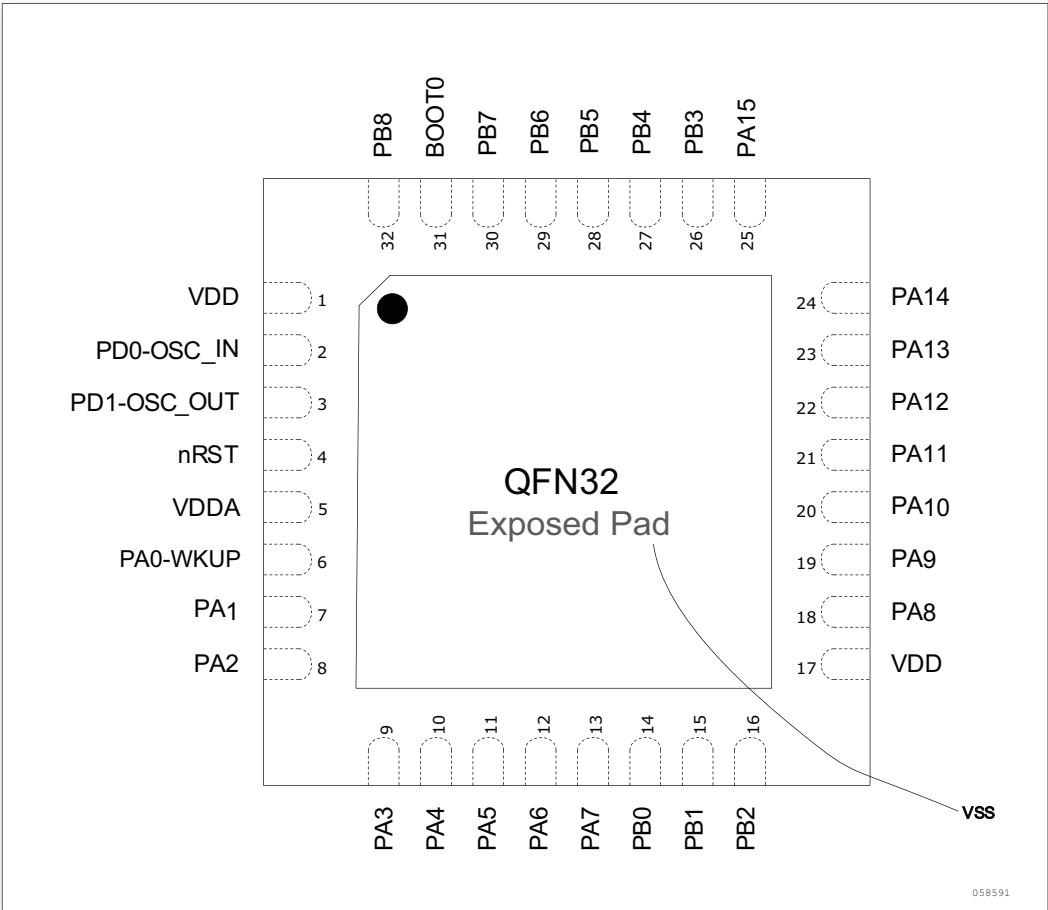 PB8
BOOT0
PB7
PB6
PB5
PB4
PB3
PA15
32
31
30
29
28
27
26
25
VDD 1
PD0-OSC_IN 2
PD1-OSC_OUT 3
nRST 4
VDDA 5
PA0-WKUP 6
PA1 7
PA2 8
QFN32
Exposed Pad
24 PA14
23 PA13
22 PA12
21 PA11
20 PA10
19 PA9
18 PA8
17 VDD
9
10
11
12
13
14
15
16
PA3
PA4
PA5
PA6
PA7
PB0
PB1
PB2
VSS
058591